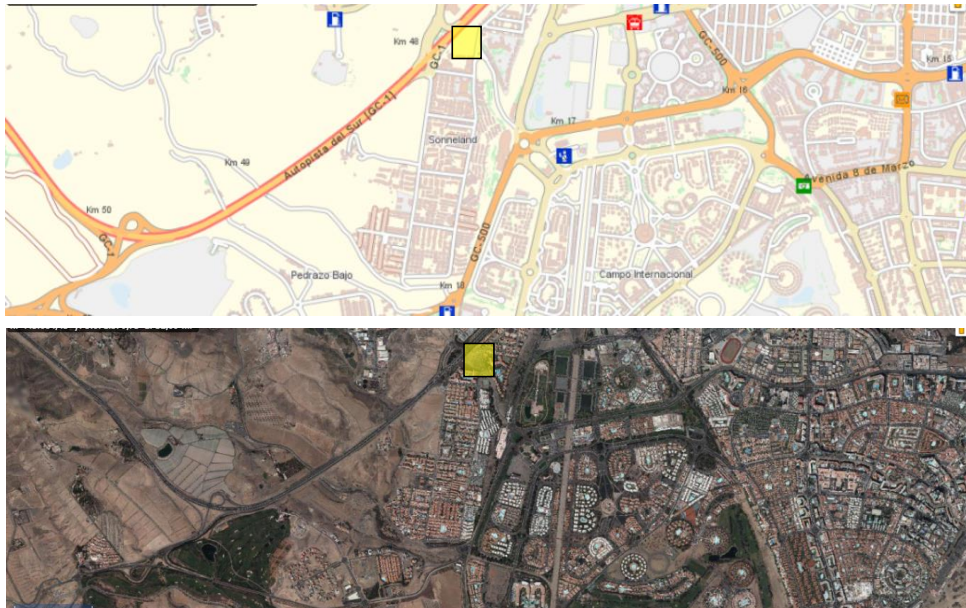 Km 48
GC-1
GC-500
Km 15
Km 16
Km 17
Autopista del Sur (GC-1)
Sonneland
Km 49
Avenida 8 de Marzo
Km 50
GC-1
GC-500
Pedrazo Bajo
Campo Internacional
Km 18